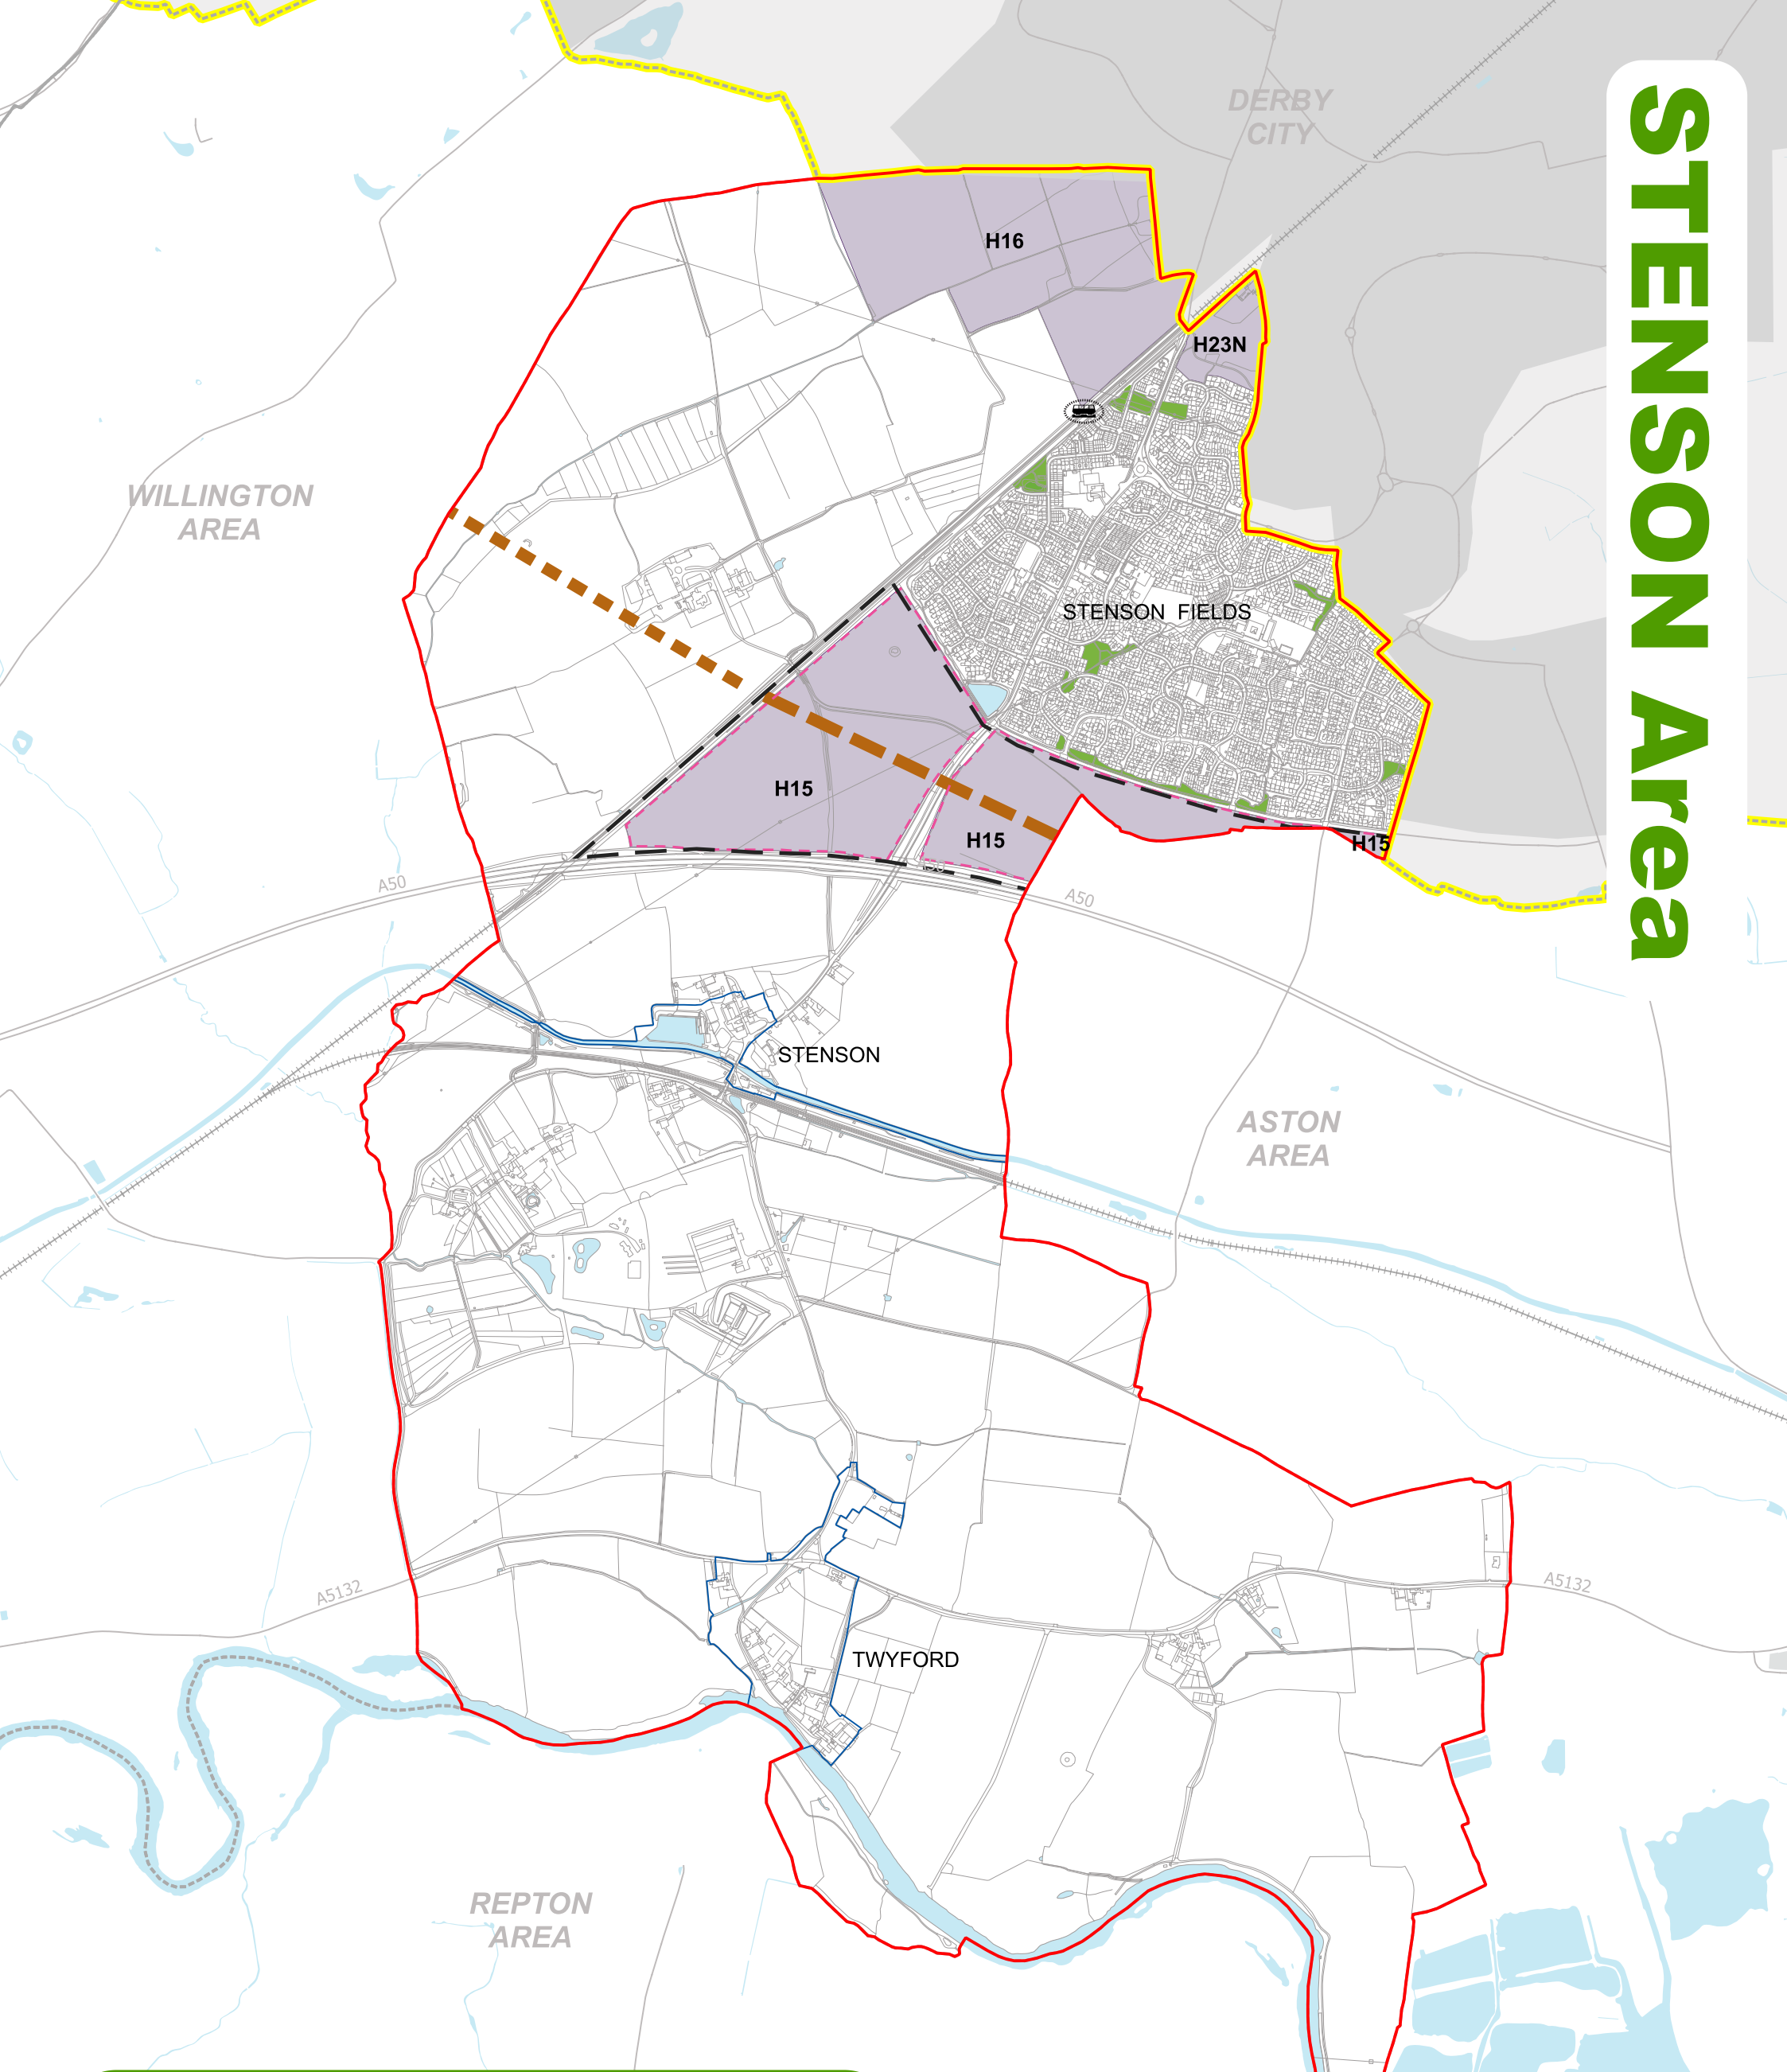 DERBY
CITY
STENSON Area
H16
H23N
WILLINGTON
AREA
STENSON FIELDS
H15
H15
H15
A50
A50
STENSON
ASTON
AREA
A5132
A5132
TWYFORD
REPTON
AREA